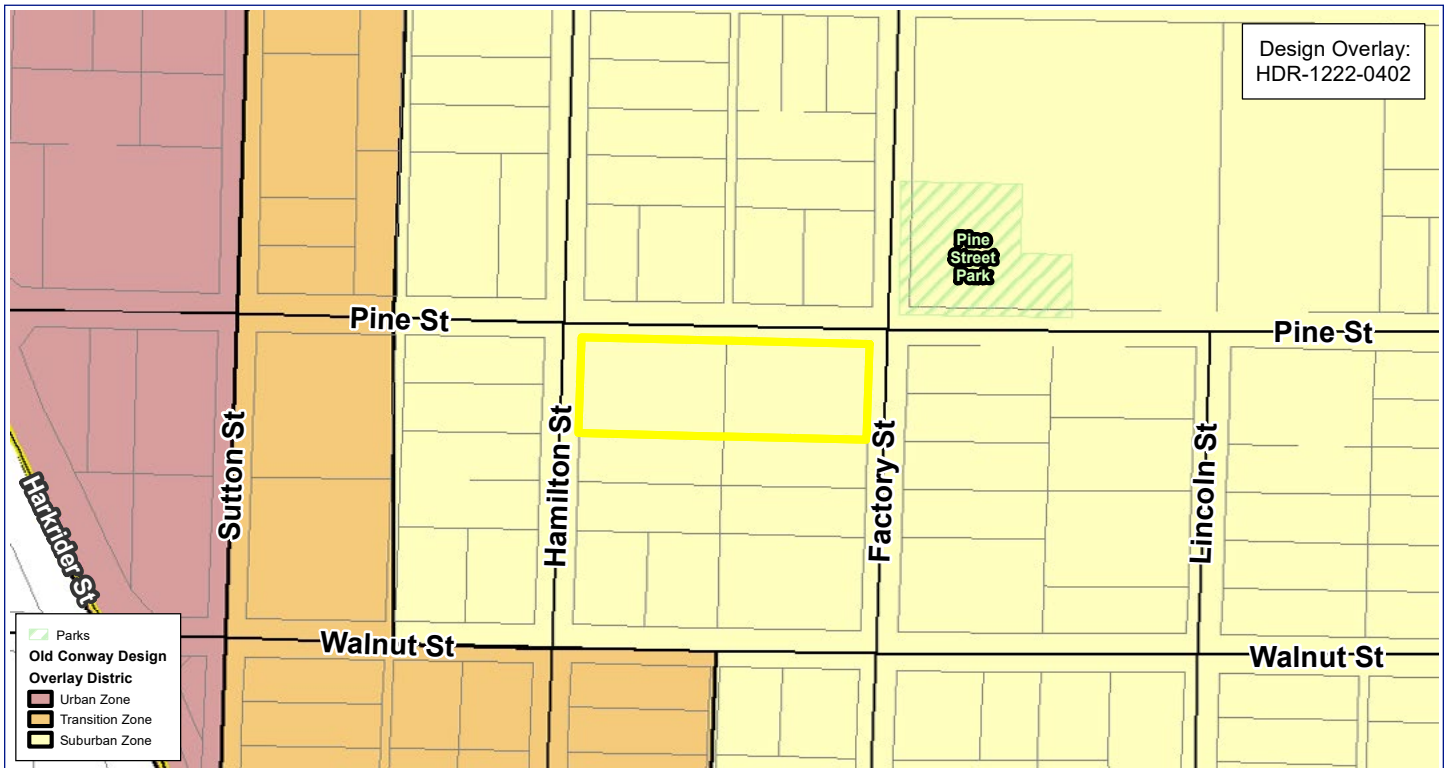 Design Overlay:
HDR-1222-0402
Pine
Street
Park
Pine St
Pine St
Sutton St
Hamilton St
Factory St
Lincoln St
Harkrider St
Walnut St
Walnut St
Parks
Old Conway Design
Overlay Distric
Urban Zone
Transition Zone
Suburban Zone